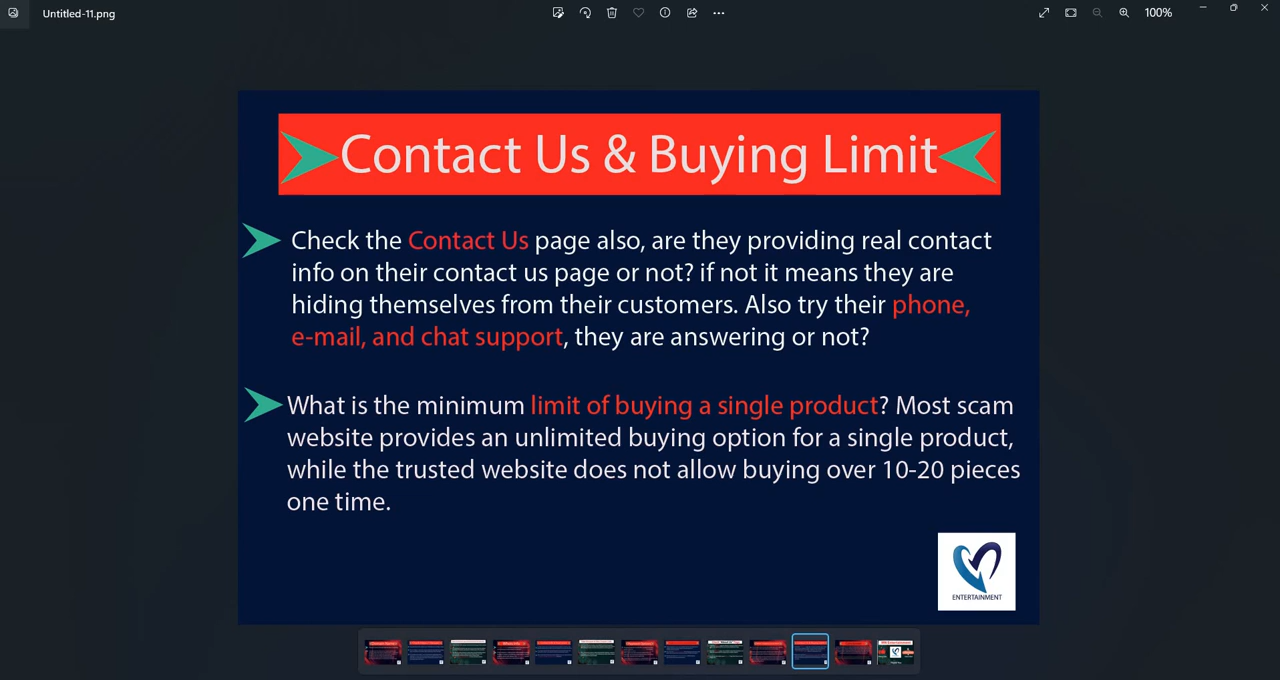 Untitled-11.png
100%
Contact Us & Buying Limit
Check the Contact Us page also, are they providing real contact
info on their contact us page or not? if not it means they are
hiding themselves from their customers. Also try their phone,
e-mail, and chat support, they are answering or not?
What is the minimum limit of buying a single product? Most scam
website provides an unlimited buying option for a single product,
while the trusted website does not allow buying over 10-20 pieces
one time.
ENTERTAINMENT